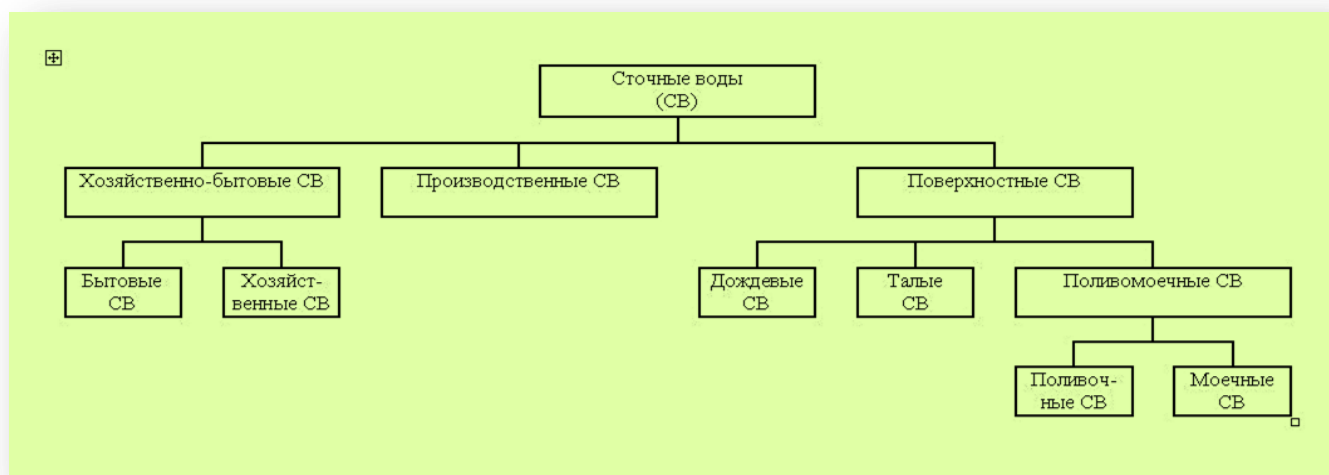 Сточные воды
(СВ)
Хозяйственно-бытовые СВ
Производственные СВ
Поверхностные СВ
Бытовые
СВ
Хозяйст-
венные СВ
Дождевые
СВ
Талые
СВ
Поливомоечные СВ
Поливоч-
ные СВ
Моечные
СВ